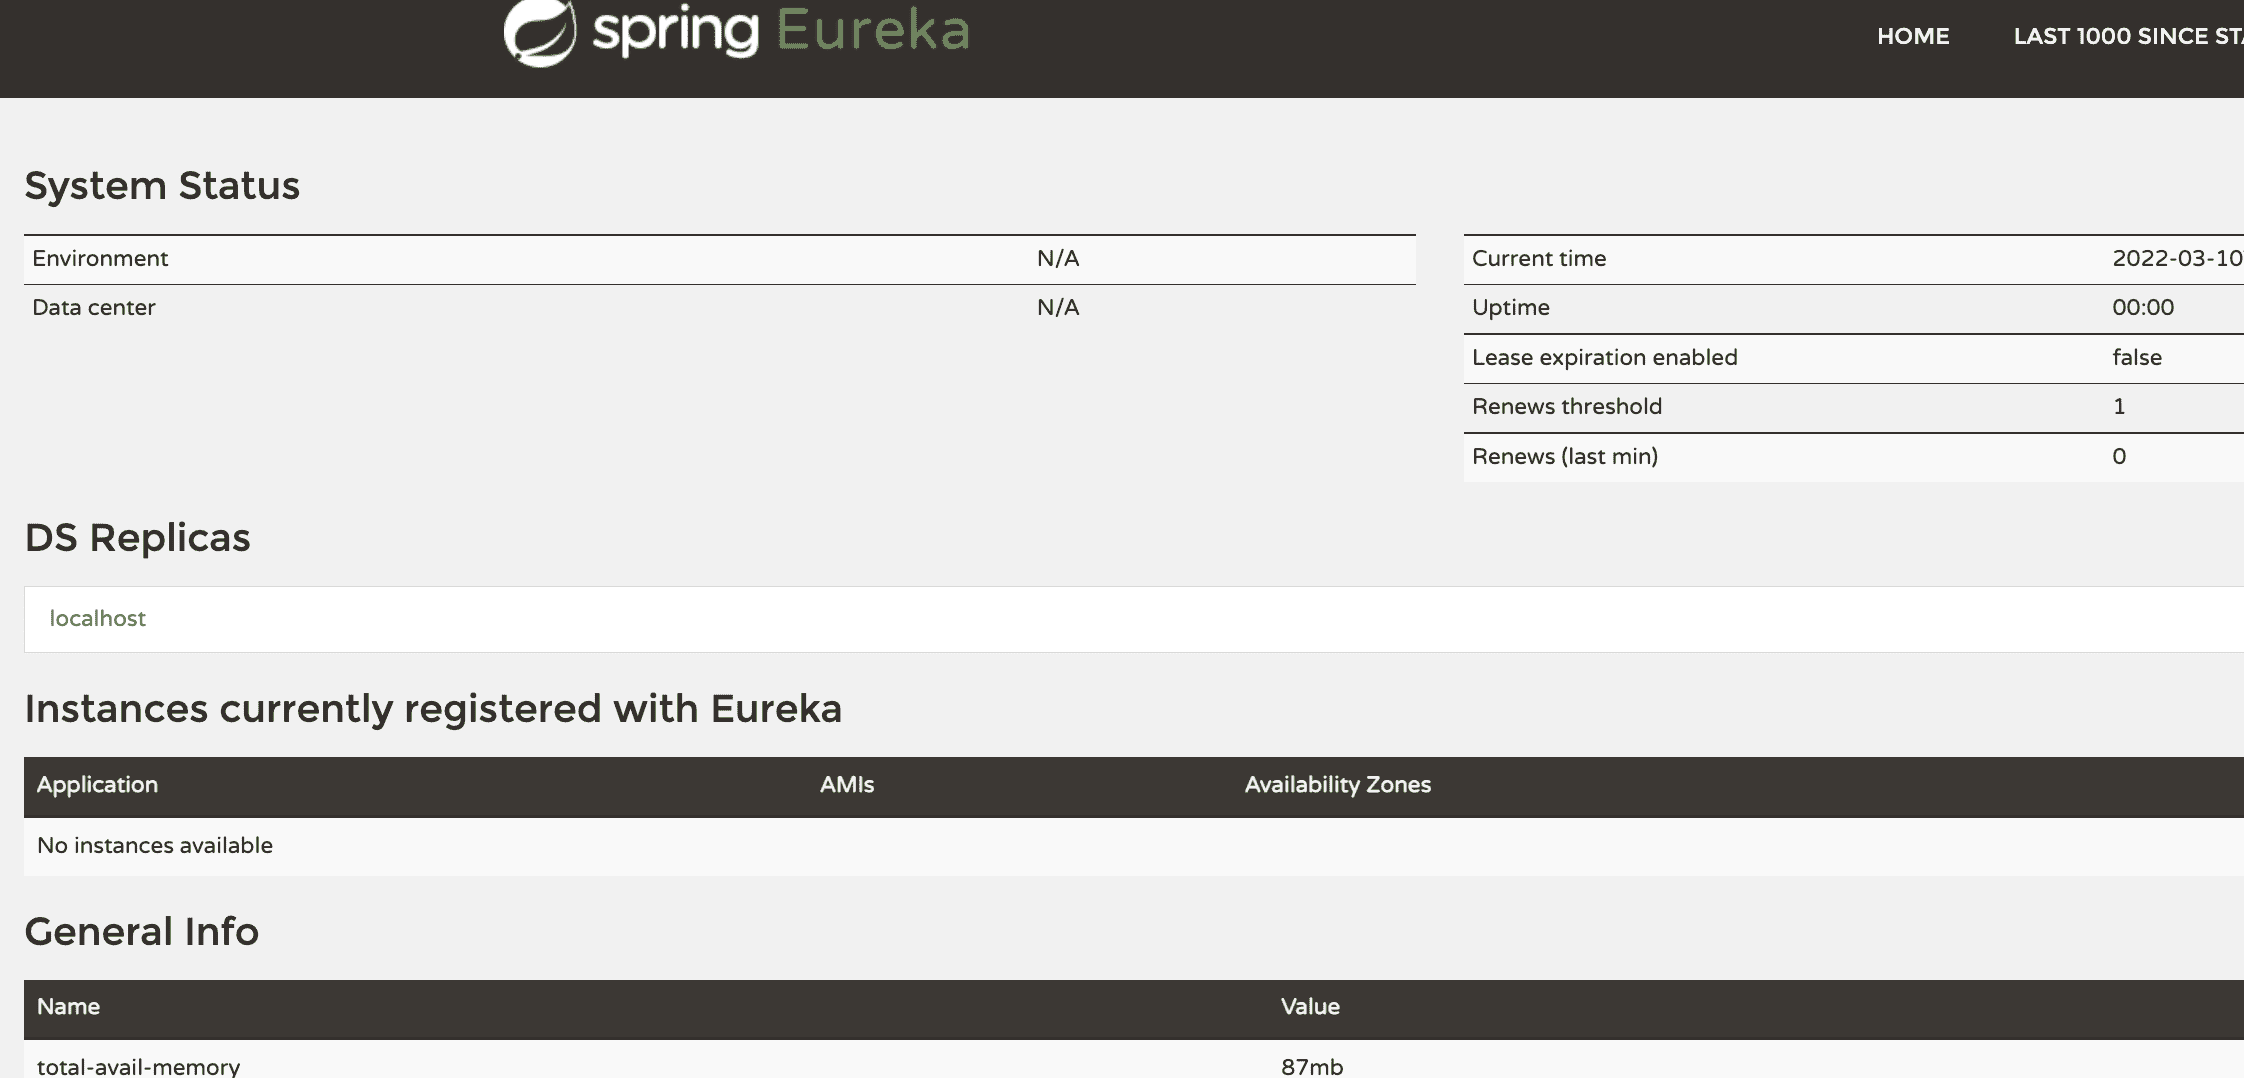 spring Eureka
HOME LAST 1000 SINCE
System Status
Environment N/A
Data center N/A
Current time 2022-03-10
Uptime 00:00
Lease expiration enabled false
Renews threshold 1
Renews (last min) 0
DS Replicas
localhost
Instances currently registered with Eureka
Application AMIs Availability Zones
No instances available
General Info
Name Value
total-avail-memory 87mb